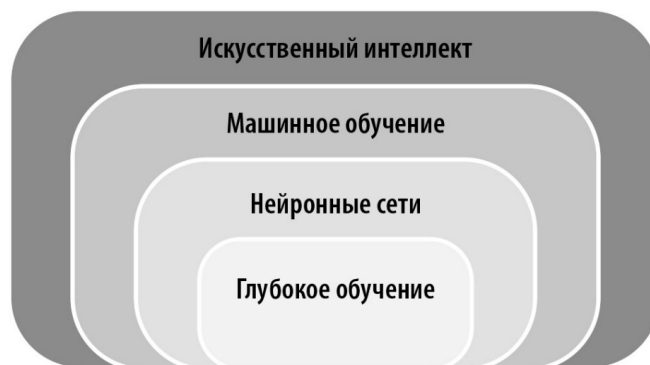 Искусственный интеллект
Машинное обучение
Нейронные сети
Глубокое обучение